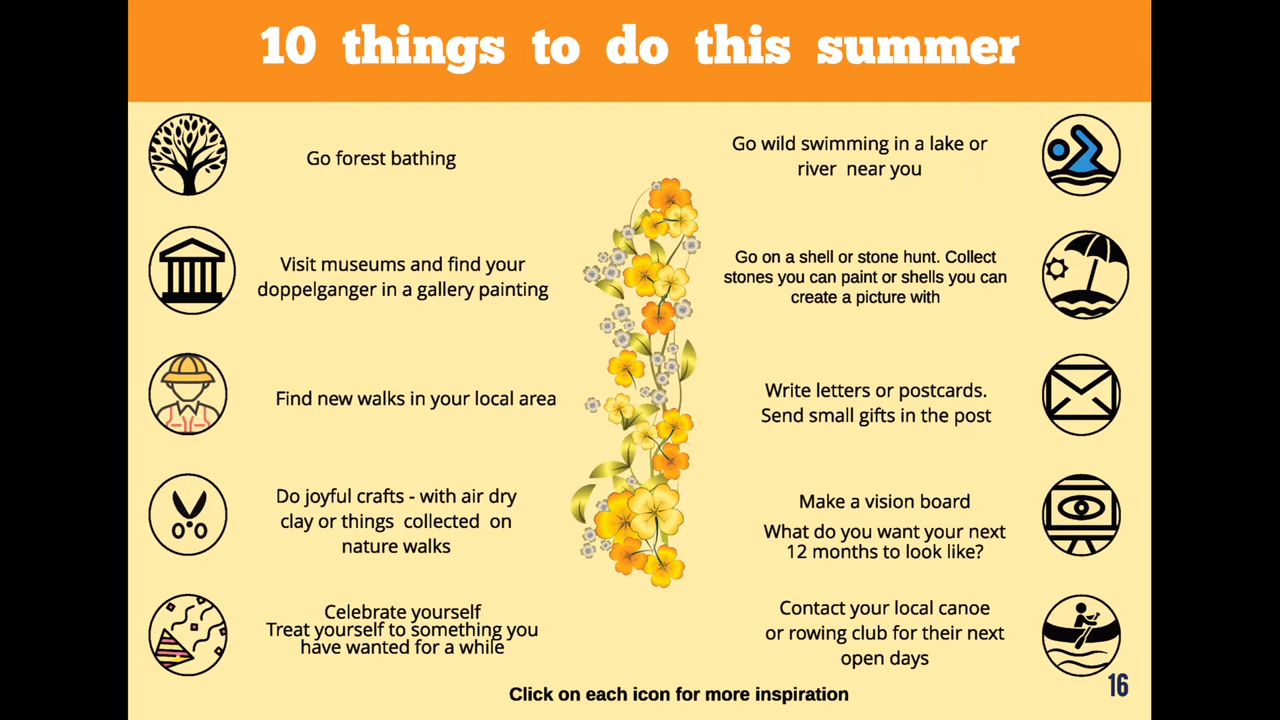 10 things to do this summer
Go forest bathing
Visit museums and find your
doppelganger in a gallery painting
Find new walks in your local area
Do joyful crafts - with air dry
clay or things collected on
nature walks
Celebrate yourself
Treat yourself to something you
have wanted for a while
Go wild swimming in a lake or
river near you
Go on a shell or stone hunt. Collect
stones you can paint or shells you can
create a picture with
Write letters or postcards.
Send small gifts in the post
Make a vision board
What do you want your next
12 months to look like?
Contact your local canoe
or rowing club for their next
open days
Click on each icon for more inspiration
16